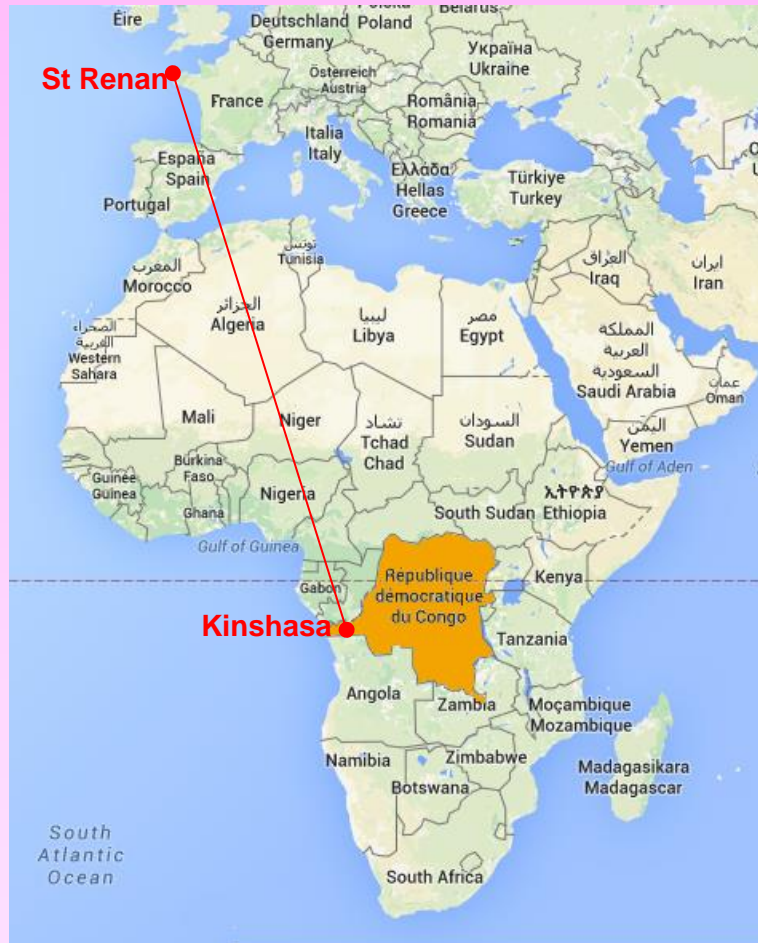 Éire
Deutschland
Germany
Poland
Україна
Ukraine
St Renan
France
Österreich
Austria
România
Romania
Italia
Italy
España
Spain
Portugal
Ελλάδα
Hellas
Greece
Türkiye
Turkey
تونس
Tunisia
المغرب
Morocco
العراق
Iraq
ایران
Iran
الجزائر
Algeria
ليبيا
Libya
مصر
Egypt
الصحراء
الغربية
Western
Sahara
المملكة
العربية
السعودية
Saudi Arabia
عمان
Oman
Mali
Niger
تشاد
Tchad
Chad
السودان
Sudan
اليمن
Yemen
Gulf of Aden
Burkina
Faso
Guinée
Guinea
Nigeria
Ghana
ኢትዮጵያ
Ethiopia
South Sudan
Gulf of Guinea
Gabon
République
démocratique
du Congo
Kenya
Kinshasa
Tanzania
Angola
Zambia
Moçambique
Mozambique
Namibia
Zimbabwe
Botswana
Madagasikara
Madagascar
South
Atlantic
Ocean
South Africa